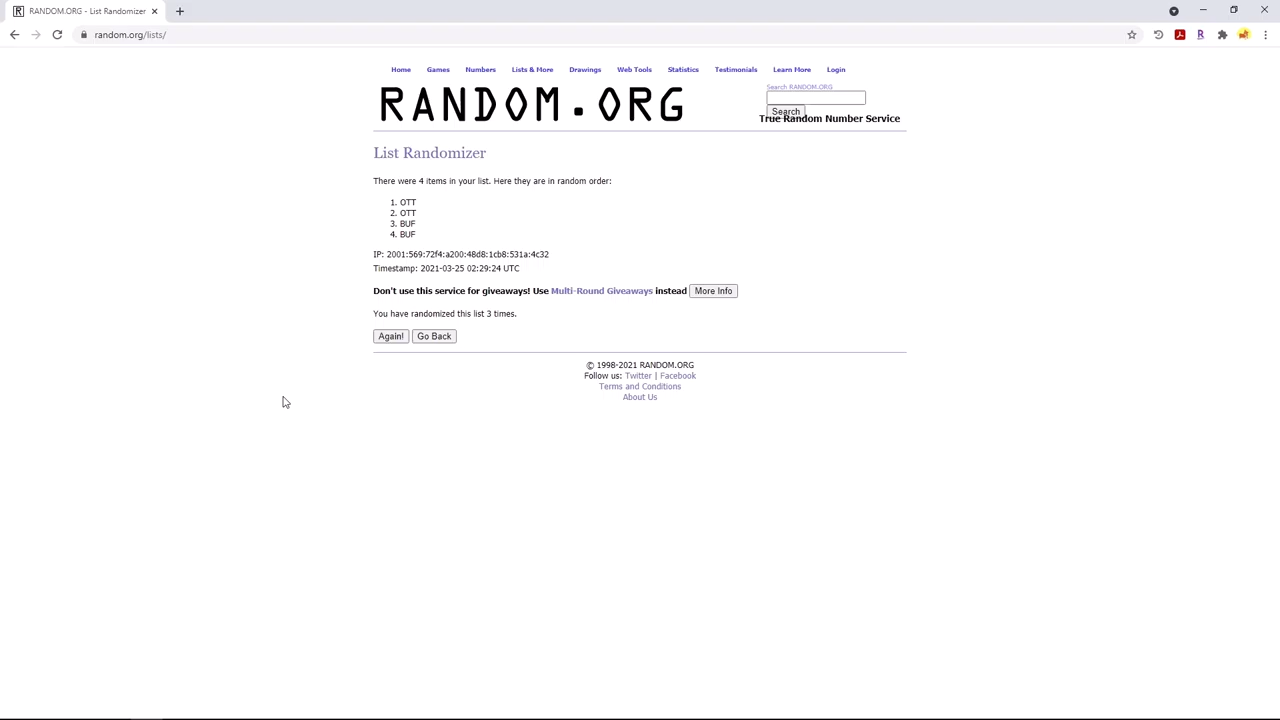 RANDOM.ORG - List Randomizer
random.org/lists/
Home Games Numbers Lists & More Drawings Web Tools Statistics Testimonials Learn More Login
RANDOM.ORG
Search RANDOM.ORG
Search
True Random Number Service
List Randomizer
There were 4 items in your list. Here they are in random order:
1. OTT
2. OTT
3. BUF
4. BUF
IP: 2001:569:72f4:a200:48d8:1cb8:531a:4c32
Timestamp: 2021-03-25 02:29:24 UTC
Don't use this service for giveaways! Use Multi-Round Giveaways instead More Info
You have randomized this list 3 times.
Again! Go Back
© 1998-2021 RANDOM.ORG
Follow us: Twitter | Facebook
Terms and Conditions
About Us